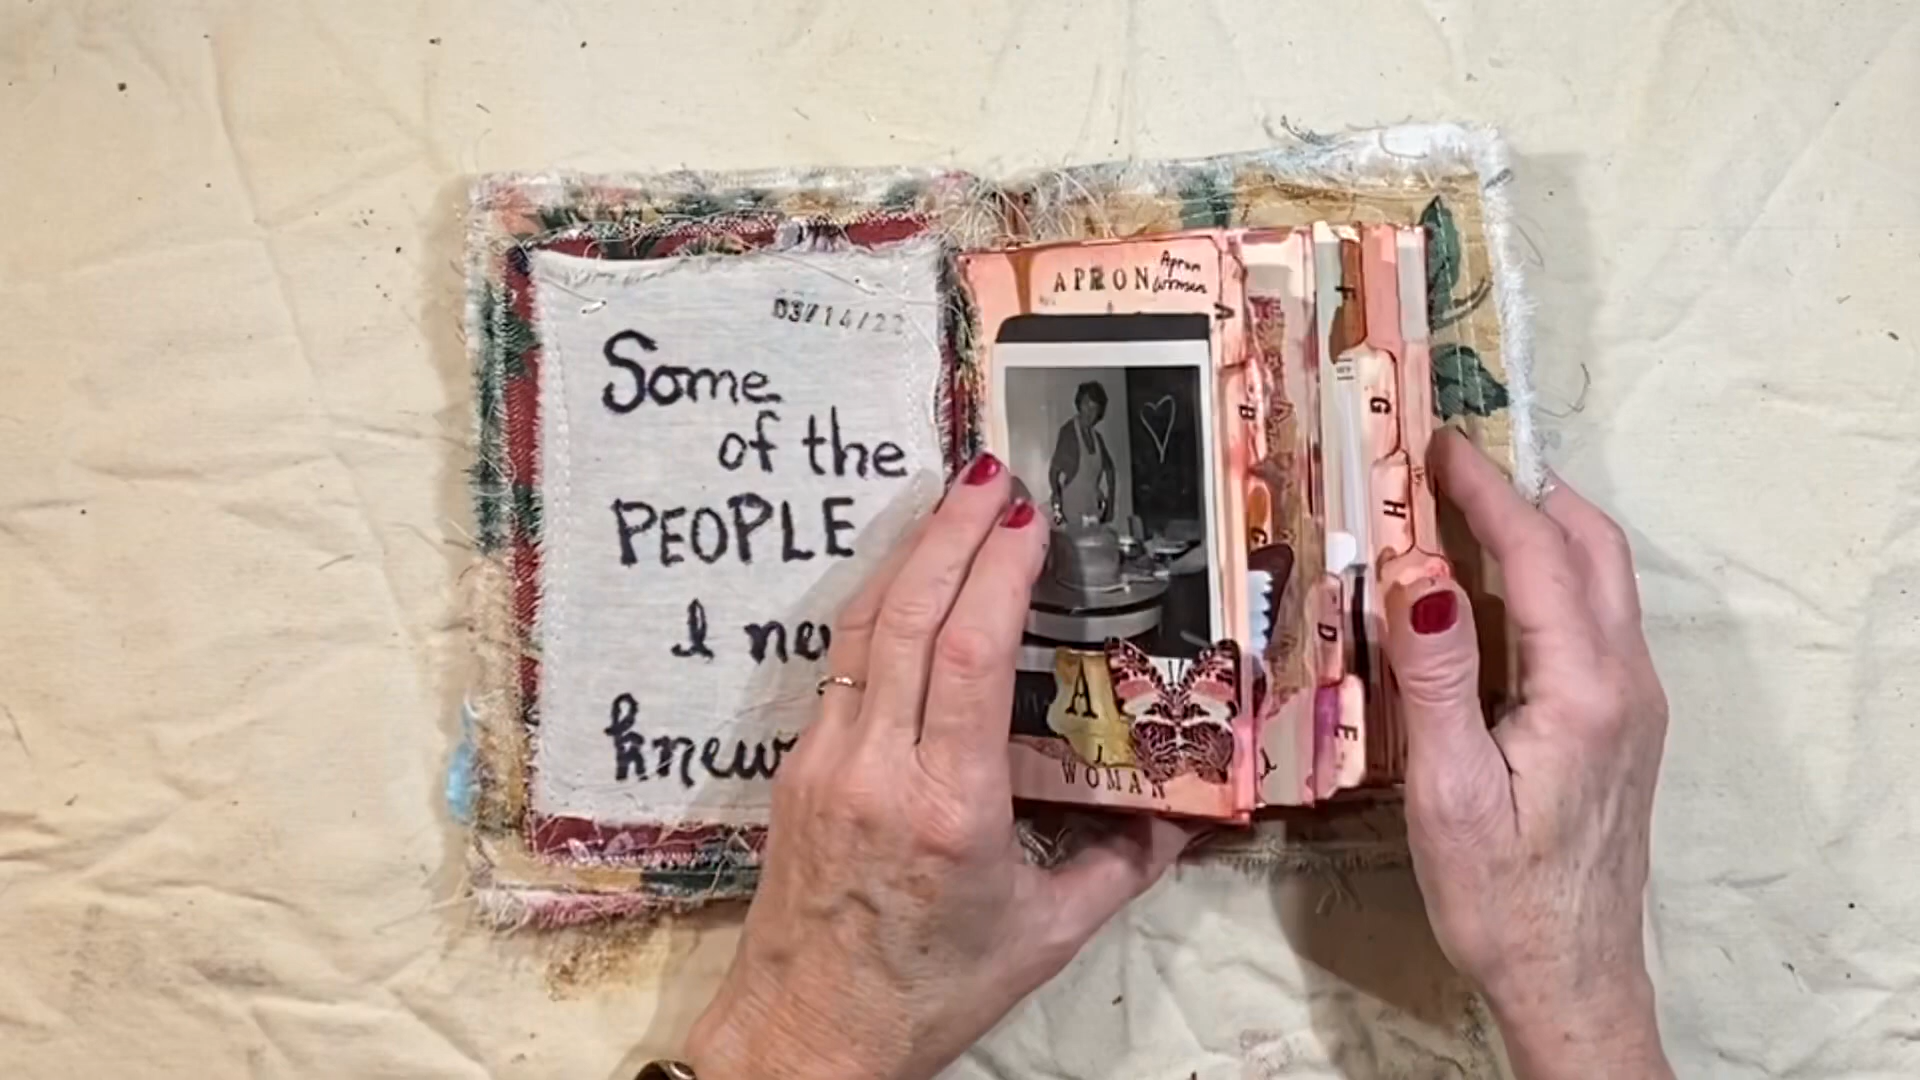 03/14/22
Some
of the
PEOPLE
I
knew
APRON
Apron
Women
A
B
C
D
E
F
G
H
A
WOMAN